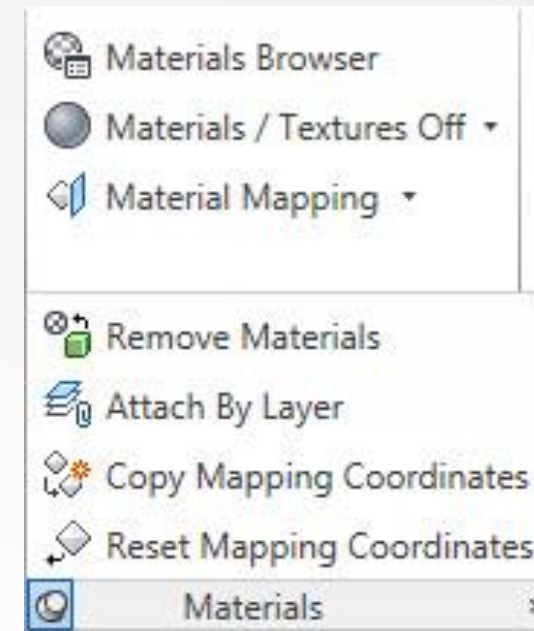 Materials Browser
Materials / Textures Off
Material Mapping
Remove Materials
Attach By Layer
Copy Mapping Coordinates
Reset Mapping Coordinates
Materials